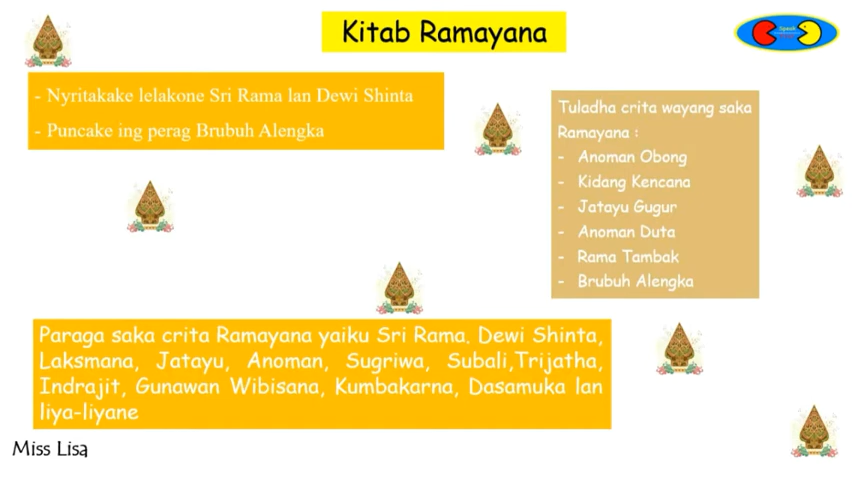 Kitab Ramayana
- Nyritakake lelakone Sri Rama lan Dewi Shinta
- Puncake ing perag Brubuh Alengka
Tuladha crita wayang saka
Ramayana :
- Anoman Obong
- Kidang Kencana
- Jatayu Gugur
- Anoman Duta
- Rama Tambak
- Brubuh Alengka
Paraga saka crita Ramayana yaiku Sri Rama. Dewi Shinta,
Laksmana, Jatayu, Anoman, Sugriwa, Subali,Trijatha,
Indrajit, Gunawan Wibisana, Kumbakarna, Dasamuka lan
liya-liyane
Miss Lisa